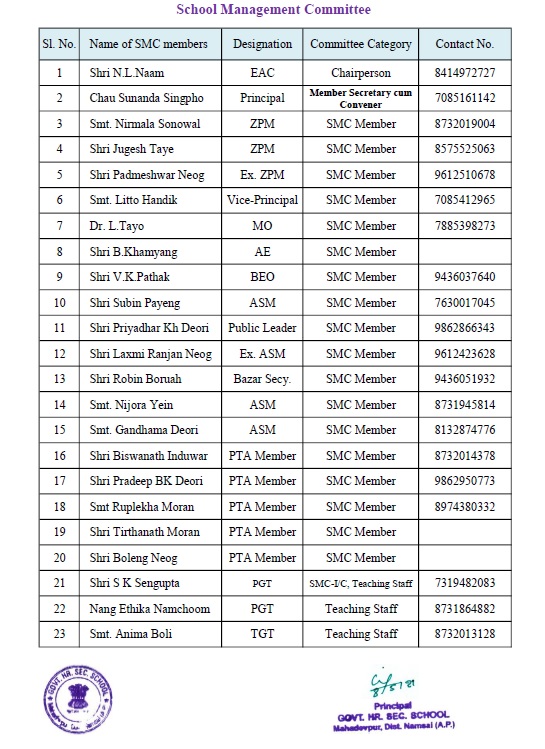 School Management Committee
Sl. No. Name of SMC members Designation Committee Category Contact No.
1 Shri N.L.Naam EAC Chairperson 8414972727
2 Chau Sunanda Singpho Principal Member Secretary cum Convener 7085161142
3 Smt. Nirmala Sonowal ZPM SMC Member 8732019004
4 Shri Jugesh Taye ZPM SMC Member 8575525063
5 Shri Padmeshwar Neog Ex. ZPM SMC Member 9612510678
6 Smt. Litto Handik Vice-Principal SMC Member 7085412965
7 Dr. L.Tayo MO SMC Member 7885398273
8 Shri B.Khamyang AE SMC Member
9 Shri V.K.Pathak BEO SMC Member 9436037640
10 Shri Subin Payeng ASM SMC Member 7630017045
11 Shri Priyadhar Kh Deori Public Leader SMC Member 9862866343
12 Shri Laxmi Ranjan Neog Ex. ASM SMC Member 9612423628
13 Shri Robin Boruah Bazar Secy. SMC Member 9436051932
14 Smt. Nijora Yein ASM SMC Member 8731945814
15 Smt. Gandhama Deori ASM SMC Member 8132874776
16 Shri Biswanath Induwar PTA Member SMC Member 8732014378
17 Shri Pradeep BK Deori PTA Member SMC Member 9862950773
18 Smt Ruplekha Moran PTA Member SMC Member 8974380332
19 Shri Tirthanath Moran PTA Member SMC Member
20 Shri Boleng Neog PTA Member SMC Member
21 Shri S K Sengupta PGT SMC-I/C, Teaching Staff 7319482083
22 Nang Ethika Namchoom PGT Teaching Staff 8731864882
23 Smt. Anima Boli TGT Teaching Staff 8732013128
GOVT. HR. SEC. SCHOOL
Principal
GOVT. HR. SEC. SCHOOL
Mahadevpur, Dist. Namsai (A.P.)